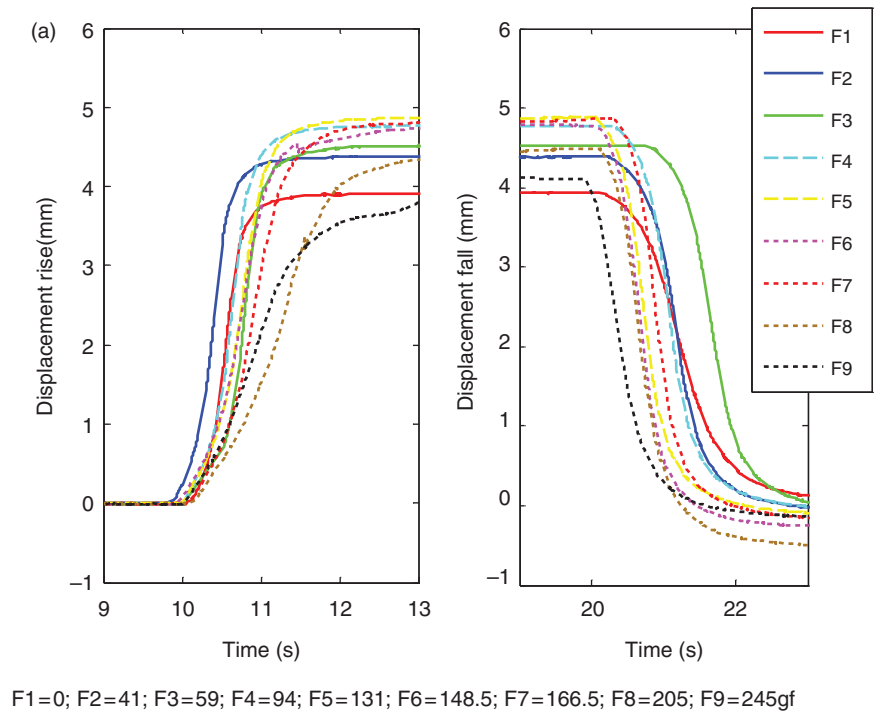 (a)
6
5
4
3
2
1
0
–1
Displacement rise(mm)
9 10 11 12 13
Time (s)
6
5
4
3
2
1
0
–1
Displacement fall (mm)
20 22
Time (s)
F1
F2
F3
F4
F5
F6
F7
F8
F9
F1=0; F2=41; F3=59; F4=94; F5=131; F6=148.5; F7=166.5; F8=205; F9=245gf